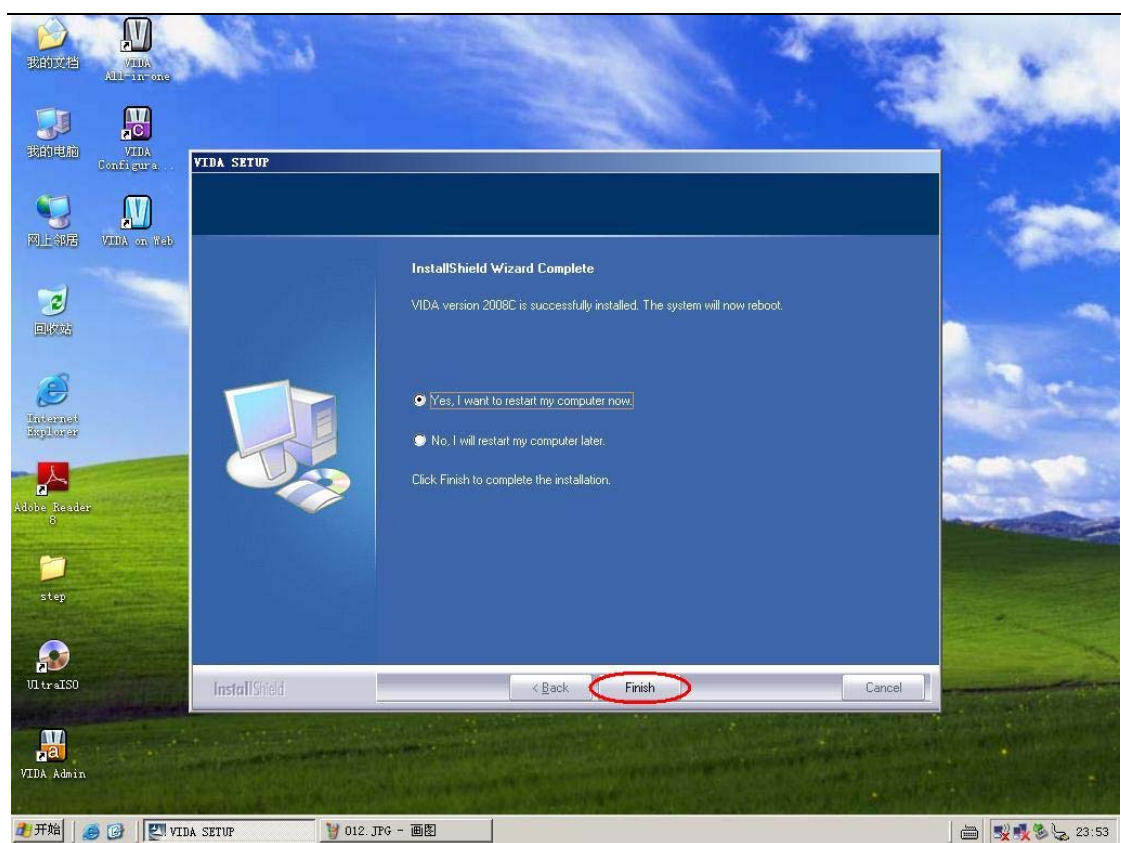 我的文档
VIDA
All-in-one
我的电脑
VIDA
Configura...
网上邻居
VIDA on Web
回收站
Internet
Explorer
Adobe Reader
8
step
UltraISO
VIDA Admin
VIDA SETUP
InstallShield Wizard Complete
VIDA version 2008C is successfully installed. The system will now reboot.
Yes, I want to restart my computer now.
No, I will restart my computer later.
Click Finish to complete the installation.
InstallShield
< Back
Finish
Cancel
开始
VIDA SETUP
012.JPG - 画图
23:53